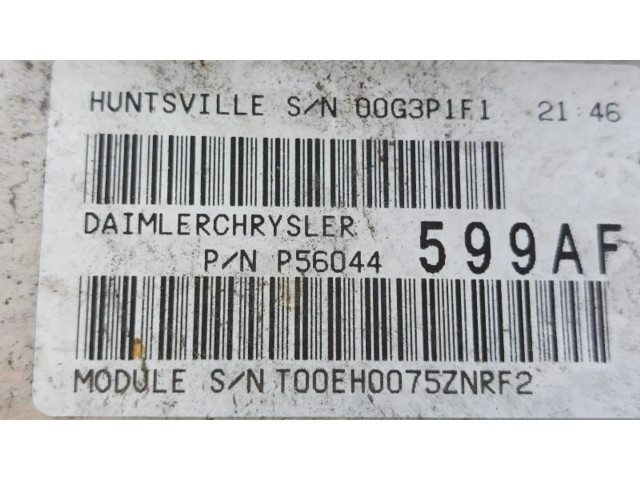 HUNTSVILLE S/N 00G3P1F1 21:46
DAIMLERCHRYSLER
P/N P56044 599AF
MODULE S/N T00EH0075ZNRF2